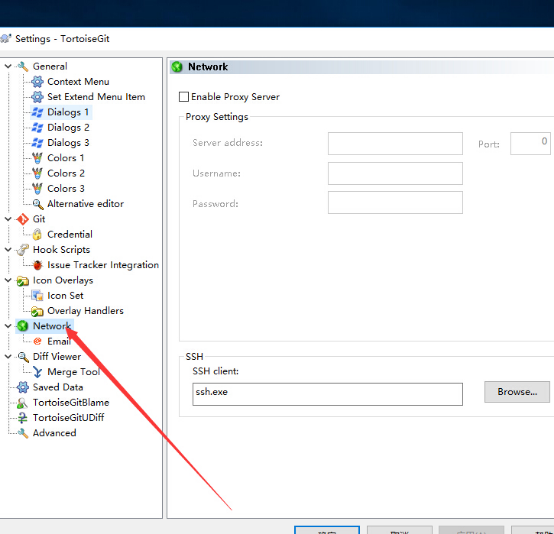 Settings - TortoiseGit
General
Context Menu
Set Extend Menu Item
Dialogs 1
Dialogs 2
Dialogs 3
Colors 1
Colors 2
Colors 3
Alternative editor
Git
Credential
Hook Scripts
Issue Tracker Integration
Icon Overlays
Icon Set
Overlay Handlers
Network
Email
Diff Viewer
Merge Tool
Saved Data
TortoiseGitBlame
TortoiseGitUDiff
Advanced
Network
Enable Proxy Server
Proxy Settings
Server address:
Port:
0
Username:
Password:
SSH
SSH client:
ssh.exe
Browse...